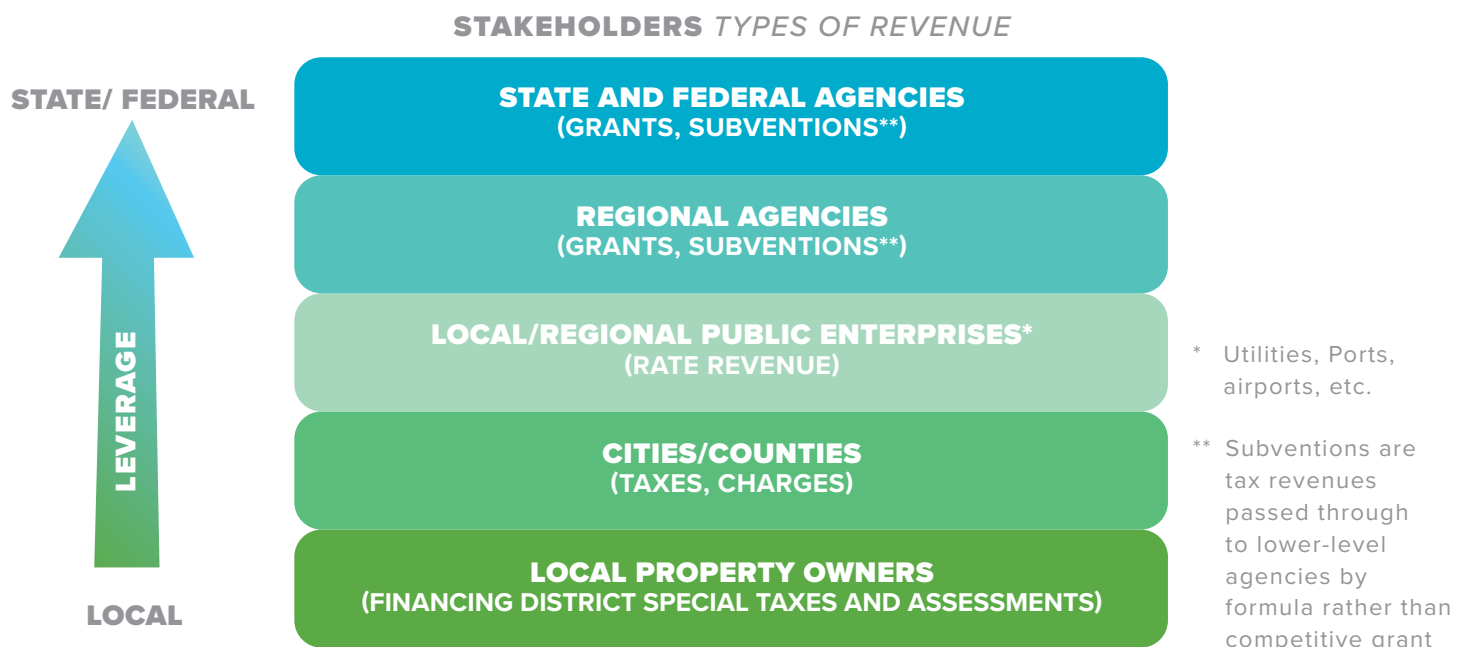 STAKEHOLDERS TYPES OF REVENUE
STATE/ FEDERAL
LEVERAGE
LOCAL
STATE AND FEDERAL AGENCIES
(GRANTS, SUBVENTIONS**)
REGIONAL AGENCIES
(GRANTS, SUBVENTIONS**)
LOCAL/REGIONAL PUBLIC ENTERPRISES*
(RATE REVENUE)
CITIES/COUNTIES
(TAXES, CHARGES)
LOCAL PROPERTY OWNERS
(FINANCING DISTRICT SPECIAL TAXES AND ASSESSMENTS)
* Utilities, Ports,
airports, etc.
** Subventions are
tax revenues
passed through
to lower-level
agencies by
formula rather than
competitive grant